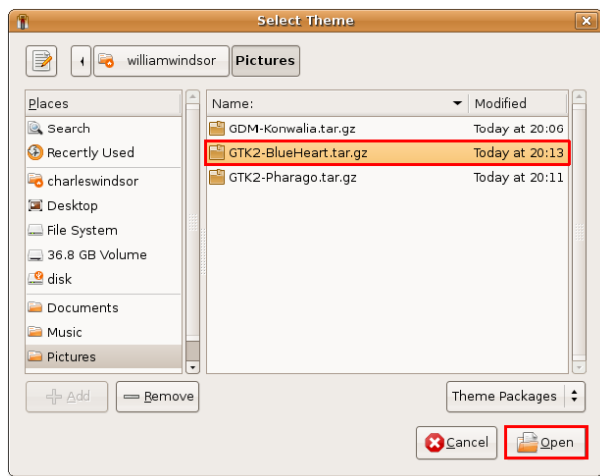 Select Theme
williamwindsor Pictures
Places
Name: Modified
Search
GDM-Konwalia.tar.gz Today at 20:06
Recently Used
GTK2-BlueHeart.tar.gz Today at 20:13
charleswindsor
GTK2-Pharago.tar.gz Today at 20:11
Desktop
File System
36.8 GB Volume
disk
Documents
Music
Pictures
Add Remove Theme Packages
Cancel Open